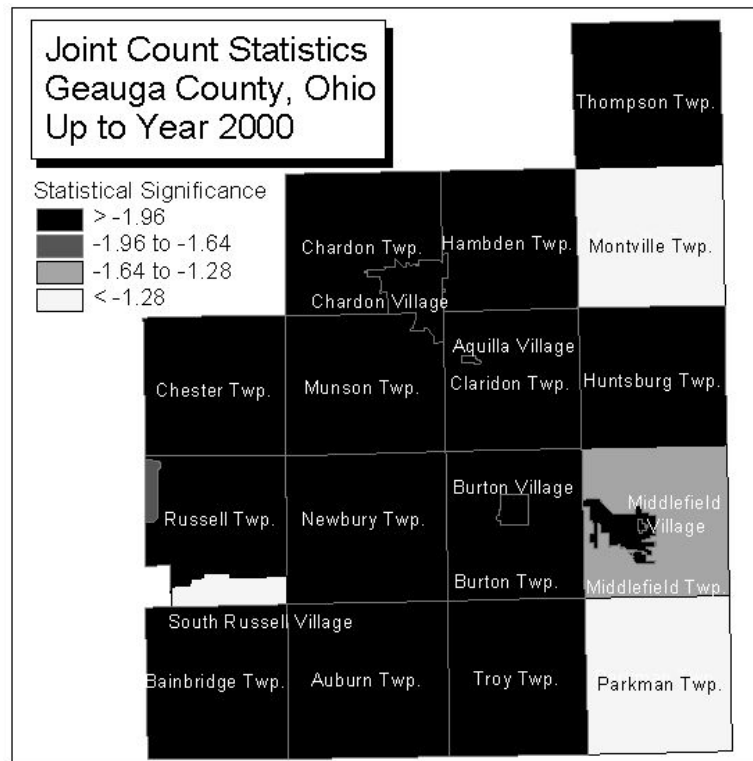 Joint Count Statistics
Geauga County, Ohio
Up to Year 2000
Thompson Twp.
Statistical Significance
> -1.96
-1.96 to -1.64
-1.64 to -1.28
< -1.28
Chardon Twp.
Hambden Twp.
Montville Twp.
Chardon Village
Aquilla Village
Chester Twp.
Munson Twp.
Claridon Twp.
Huntsburg Twp.
Burton Village
Middlefield
Village
Russell Twp.
Newbury Twp.
Burton Twp.
Middlefield Twp.
South Russell Village
Bainbridge Twp.
Auburn Twp.
Troy Twp.
Parkman Twp.